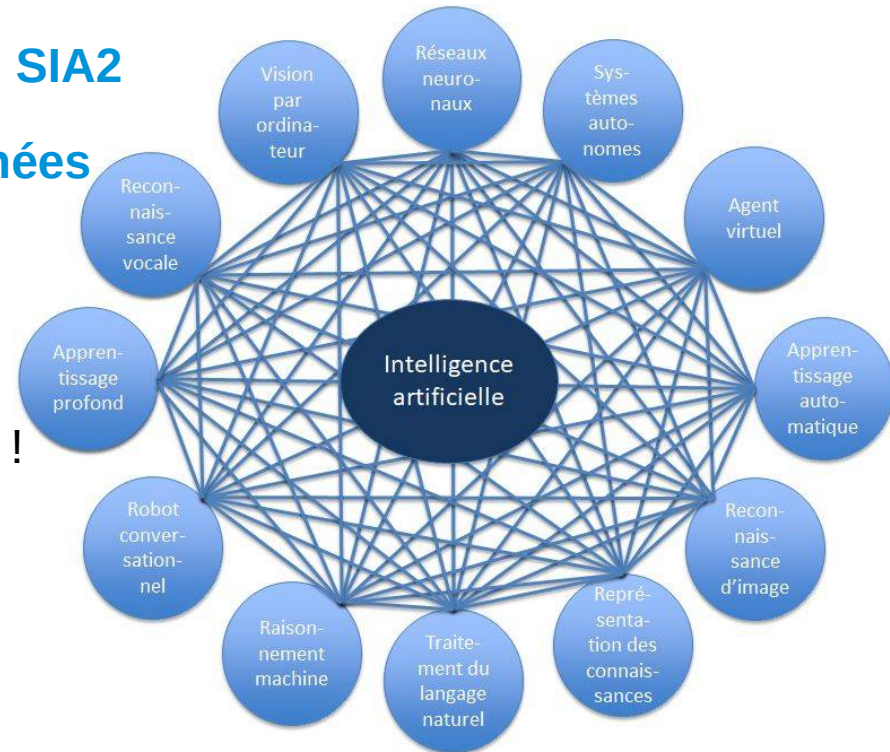 SIA2
nées
!
Réseaux
neuro-
naux
Sys-
tèmes
auto-
nomes
Agent
virtuel
Appren-
tissage
auto-
matique
Recon-
nais-
sance
d'image
Représ-
enta-
tion des
connais-
sances
Traite-
ment du
langage
naturel
Raison-
nement
machine
Robot
conver-
sation-
nel
Appren-
tissage
profond
Recon-
nais-
sance
vocale
Vision
par
ordina-
teur
Intelligence
artificielle